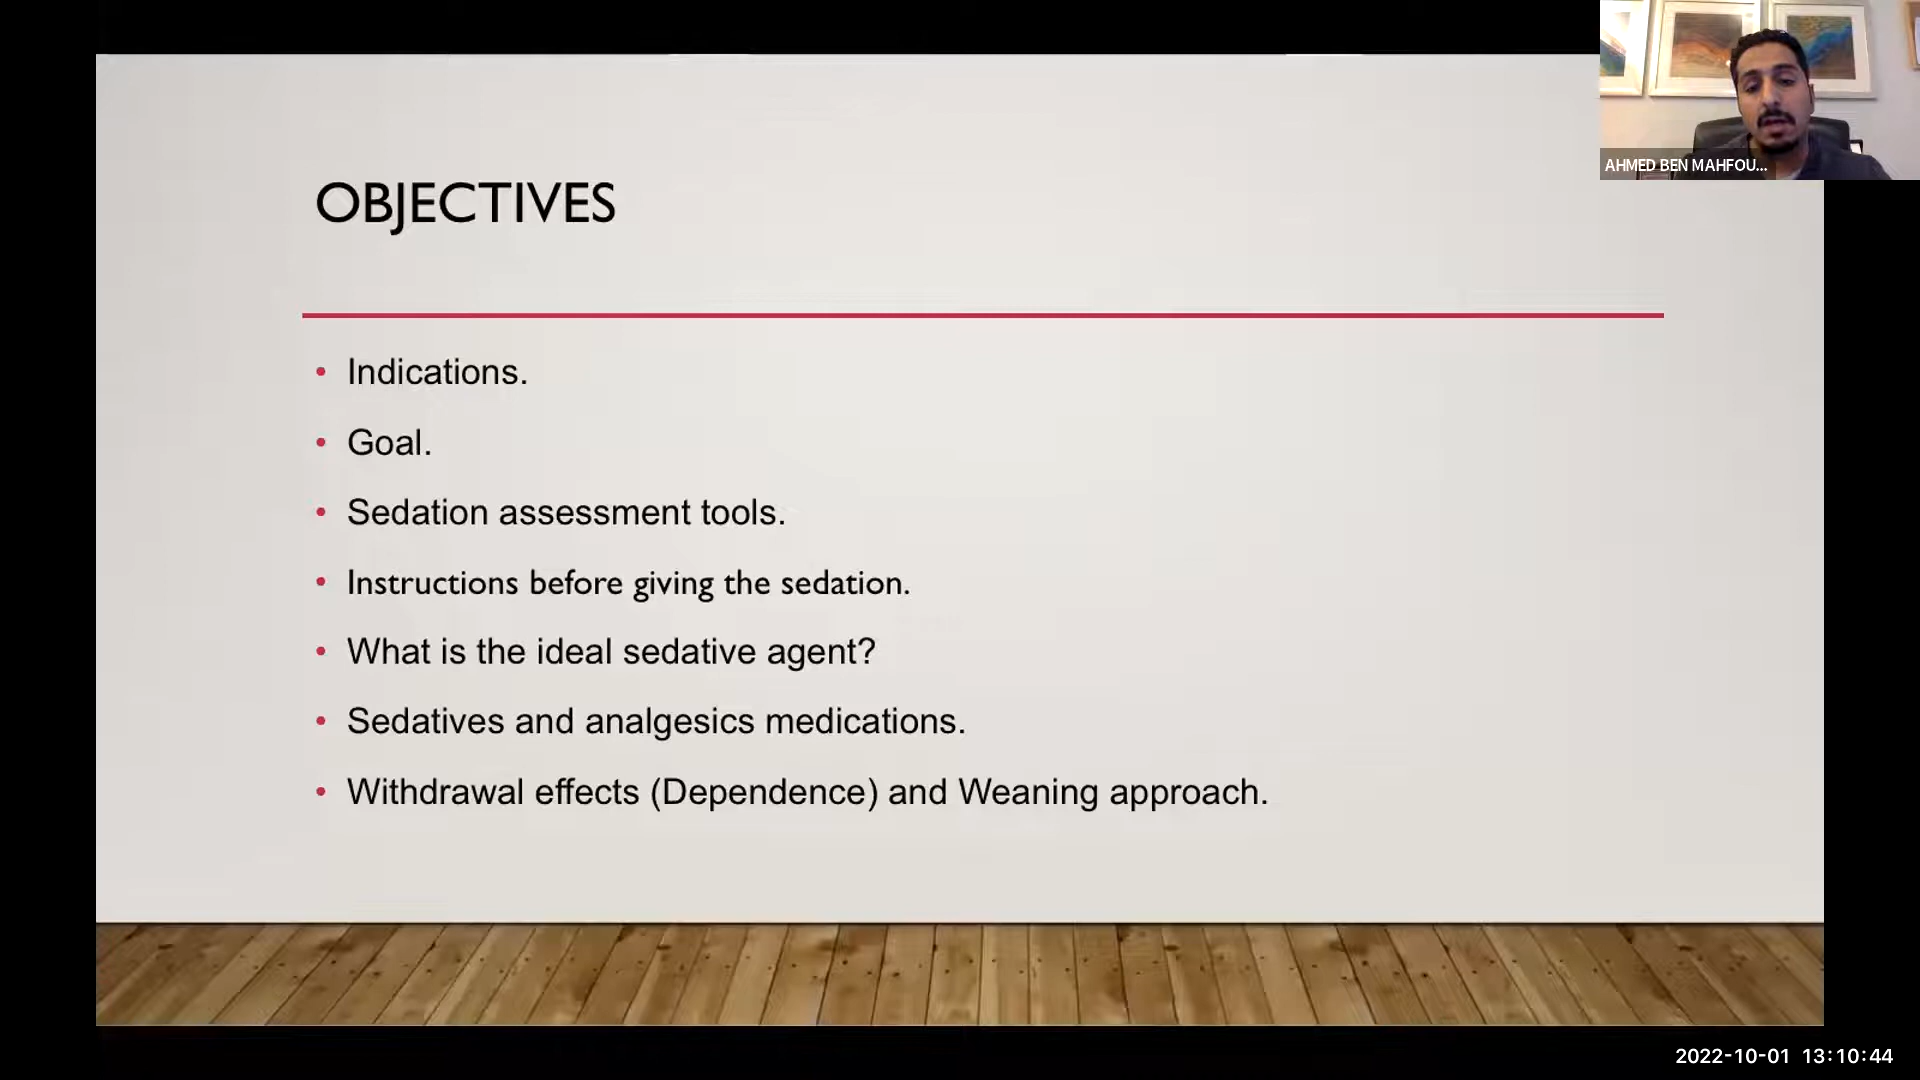 AHMED BEN MAHFOU...
OBJECTIVES
• Indications.
• Goal.
• Sedation assessment tools.
• Instructions before giving the sedation.
• What is the ideal sedative agent?
• Sedatives and analgesics medications.
• Withdrawal effects (Dependence) and Weaning approach.
2022-10-01 13:10:44